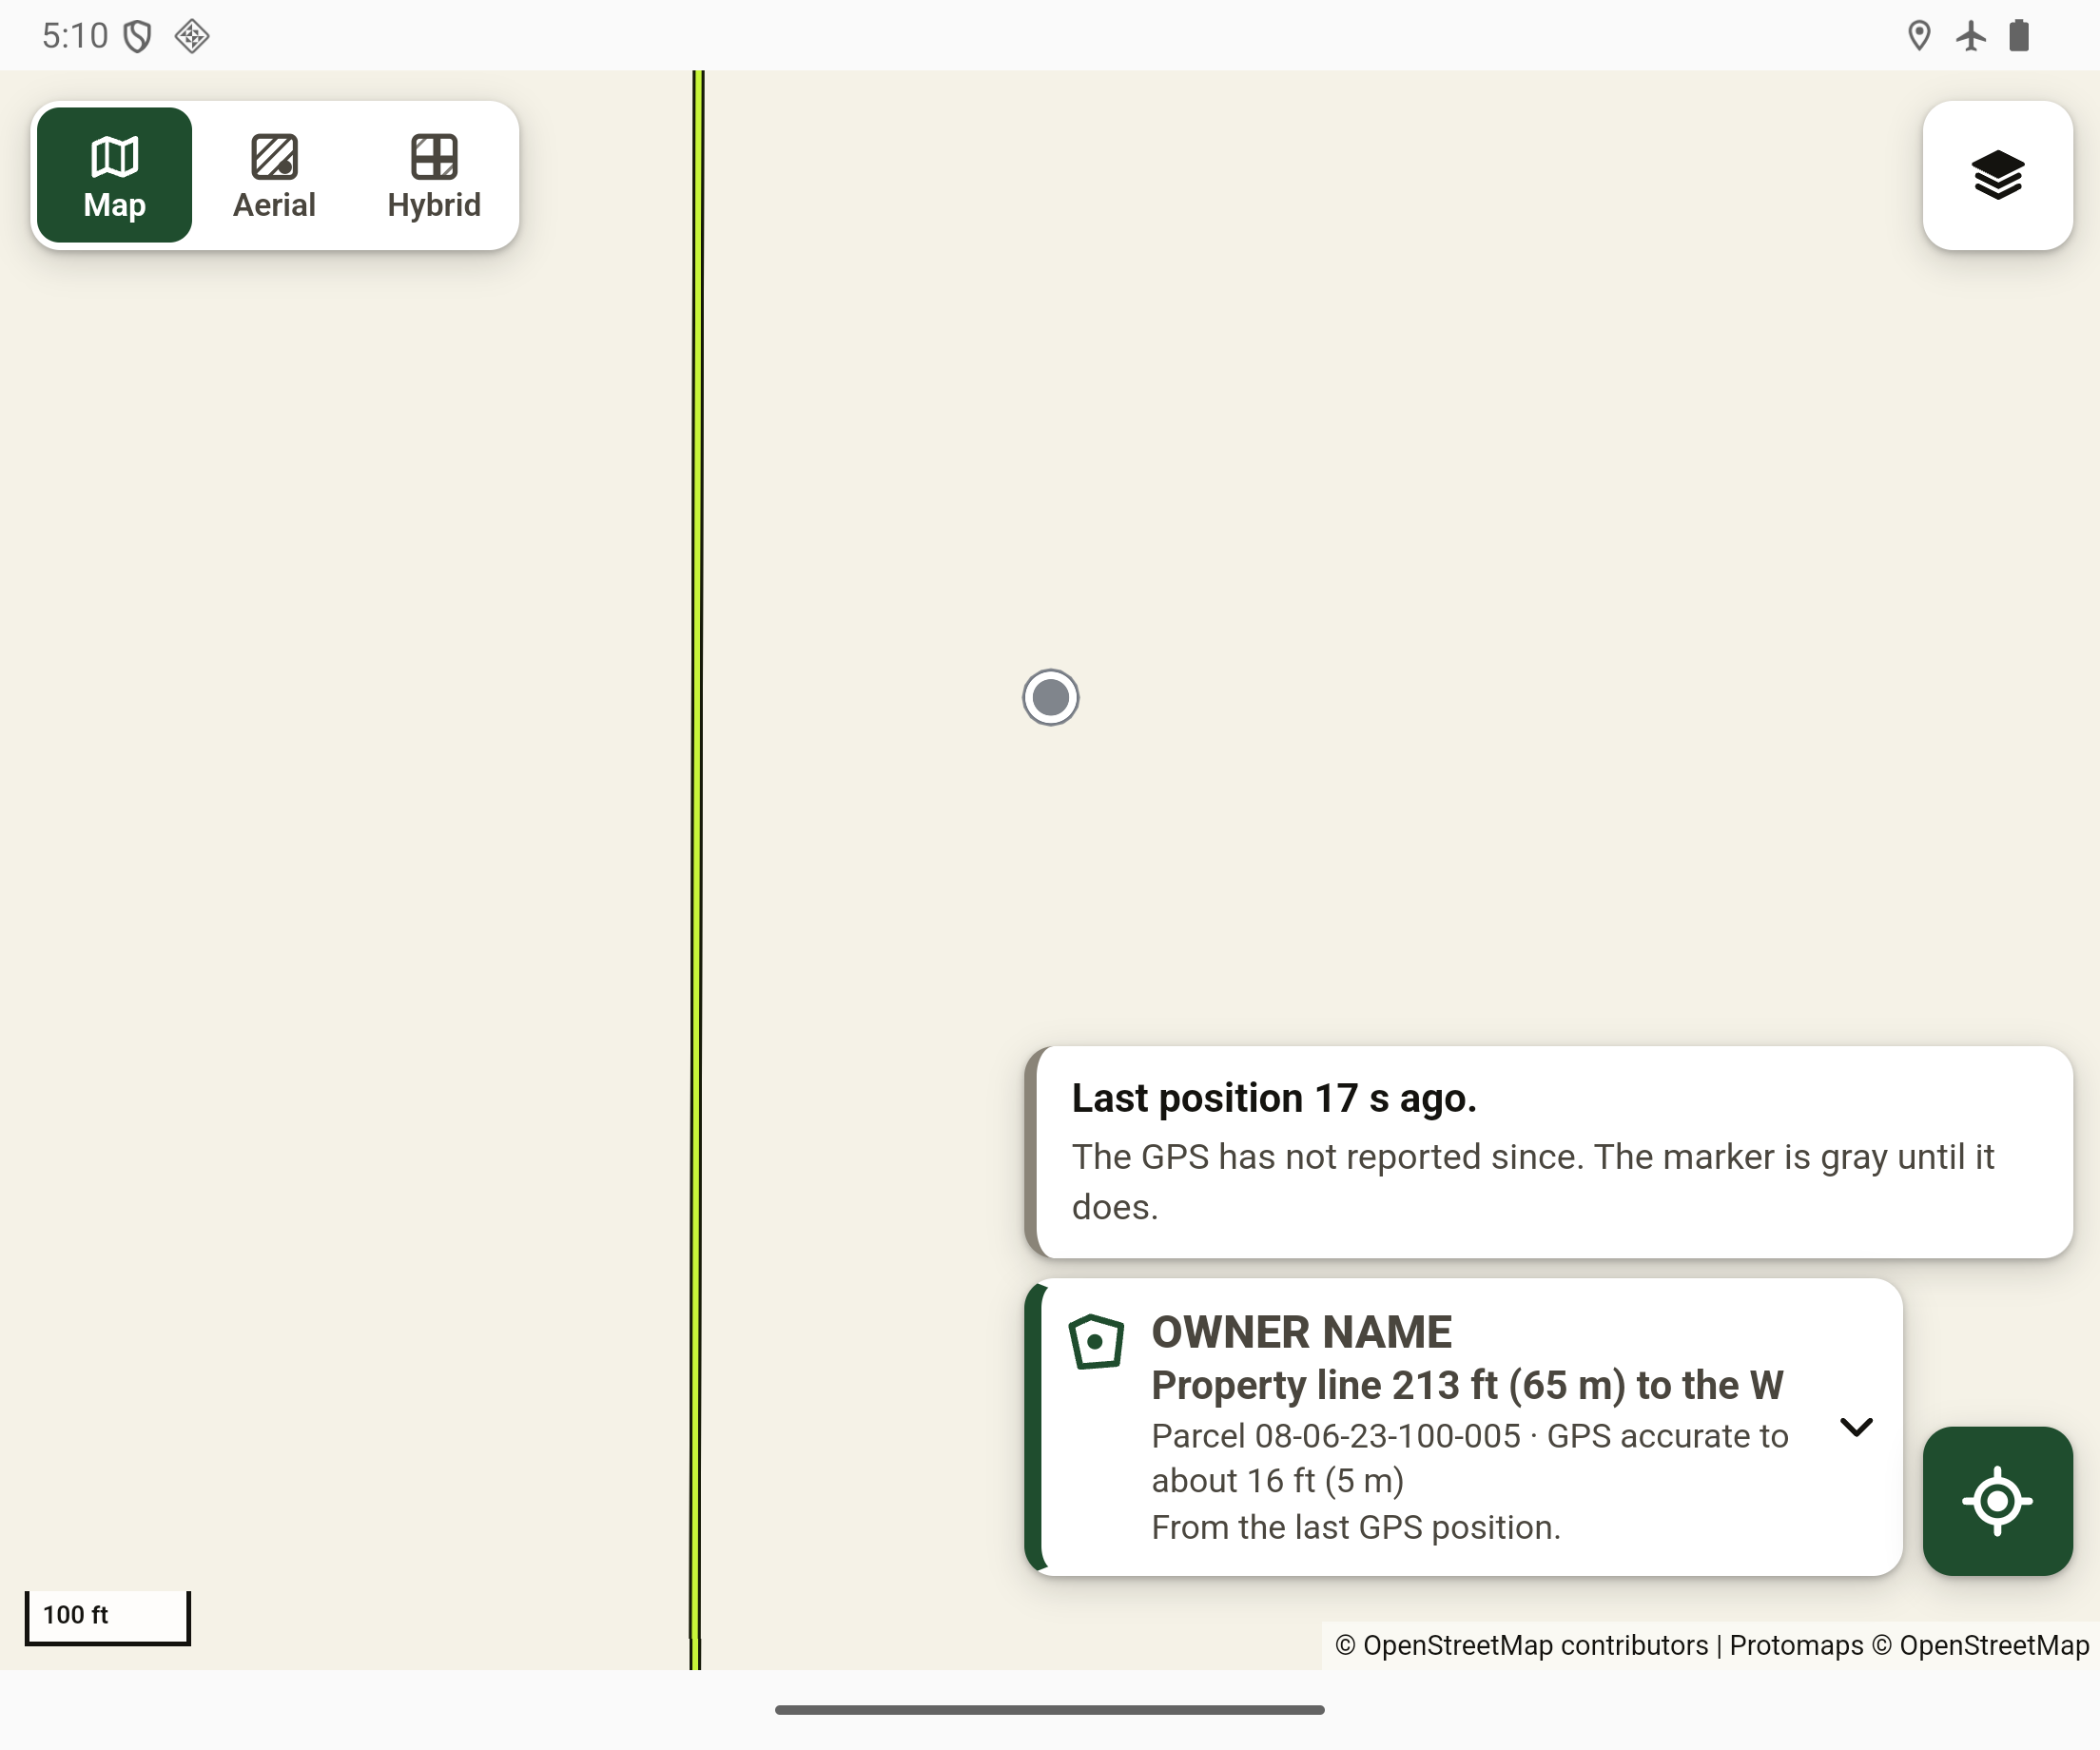 5:10
Map
Aerial
Hybrid
Last position 17 s ago.
The GPS has not reported since. The marker is gray until it
does.
OWNER NAME
Property line 213 ft (65 m) to the W
Parcel 08-06-23-100-005 · GPS accurate to
about 16 ft (5 m)
From the last GPS position.
100 ft
© OpenStreetMap contributors | Protomaps © OpenStreetMap